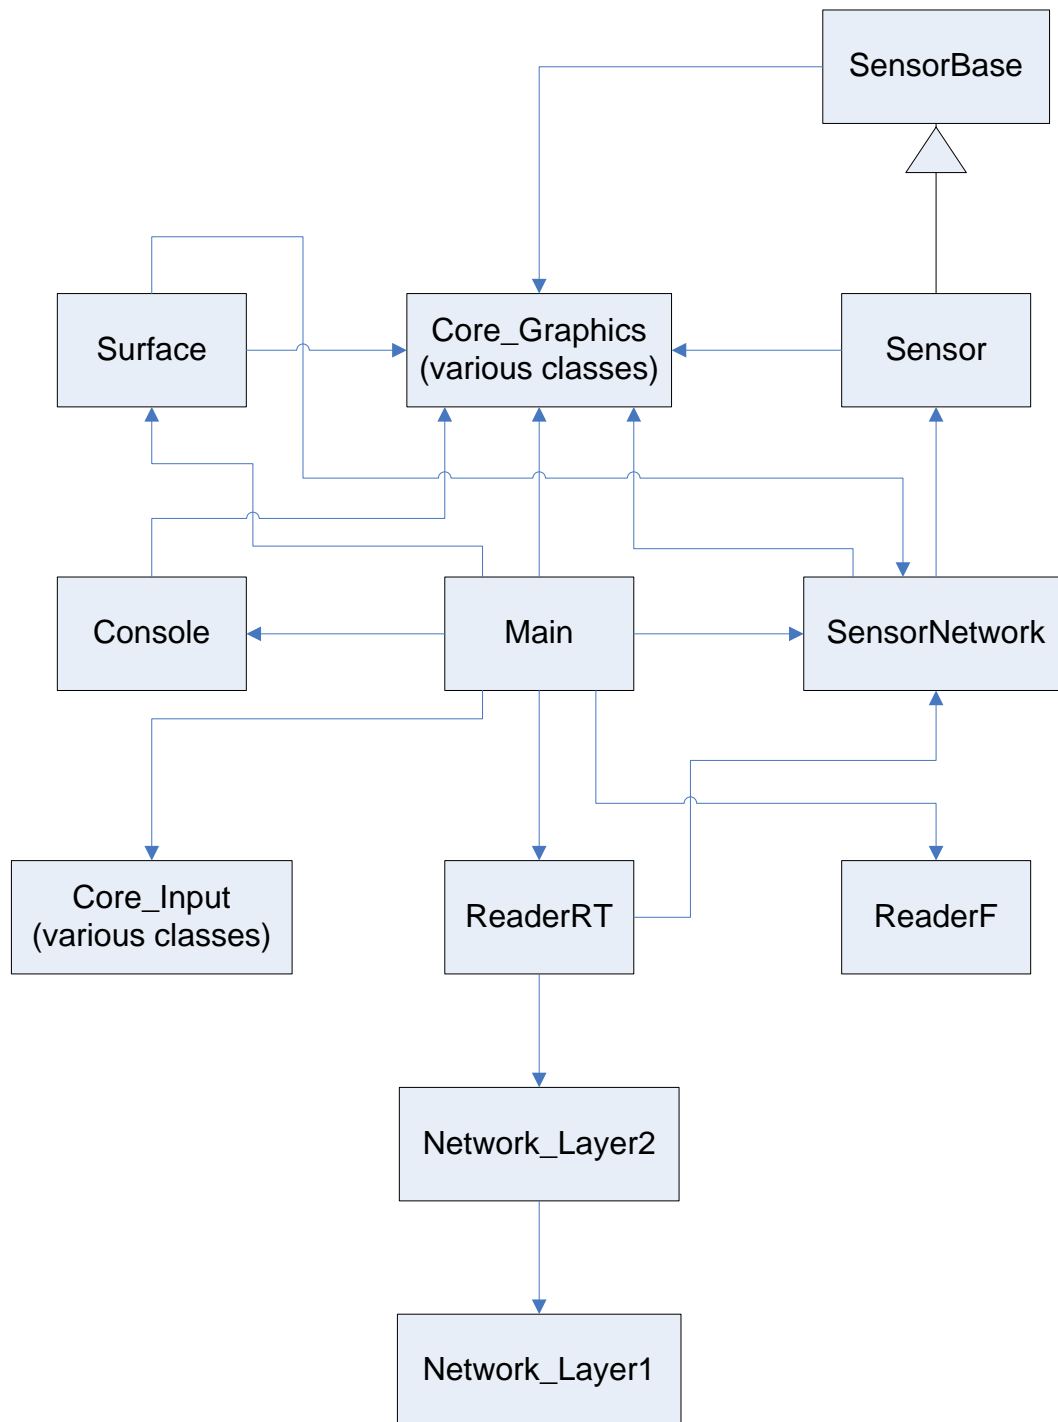 SensorBase
Surface
Core_Graphics
(various classes)
Sensor
Console
Main
SensorNetwork
Core_Input
(various classes)
ReaderRT
ReaderF
Network_Layer2
Network_Layer1